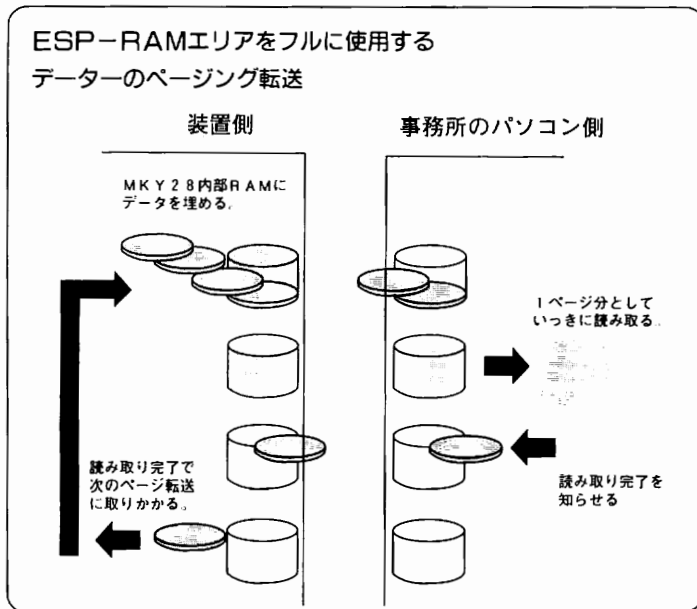 ESP-RAMエリアをフルに使用する
データーのページング転送
装置側
事務所のパソコン側
MKY28内部RAMに
データを埋める。
1ページ分として
いっきに読み取る。
読み取り完了で
次のページ転送
に取りかかる。
読み取り完了を
知らせる